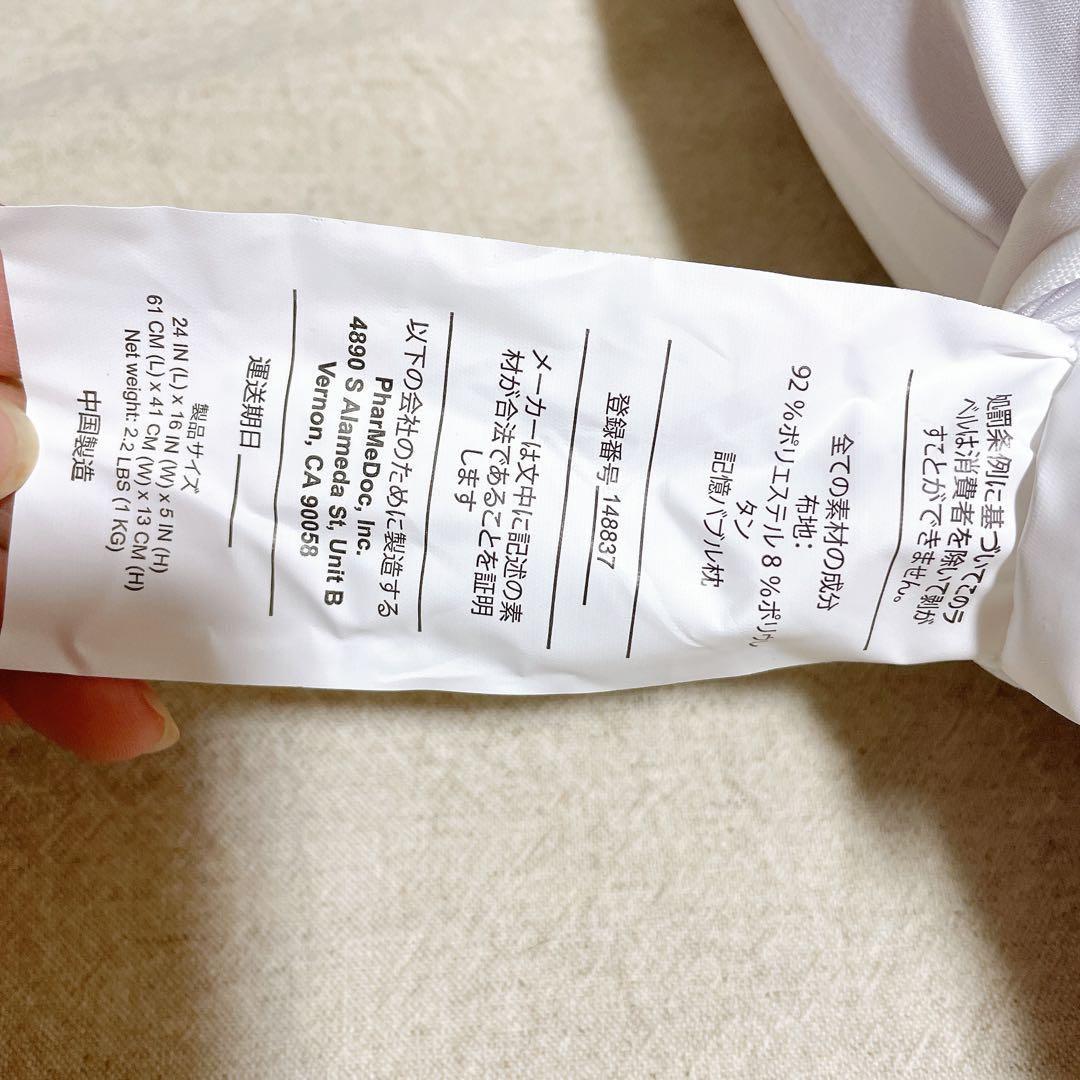 処罰条例に基づいてこのラ
ベルは消費者を除いて剥が
すことができません。
全ての素材の成分
布地：
92％ポリエステル 8％ポリウ
タン
記憶バブル枕
登録番号 148837
メーカーは文中に記述の素
材が合法であることを証明
します
以下の会社のために製造する
PharMeDoc, Inc.
4890 S Alameda St, Unit B
Vernon, CA 90058
運送期日
製品サイズ
24 IN (L) x 16 IN (W) x 5 IN (H)
61 CM (L) x 41 CM (W) x 13 CM (H)
Net weight: 2.2 LBS (1 KG)
中国製造